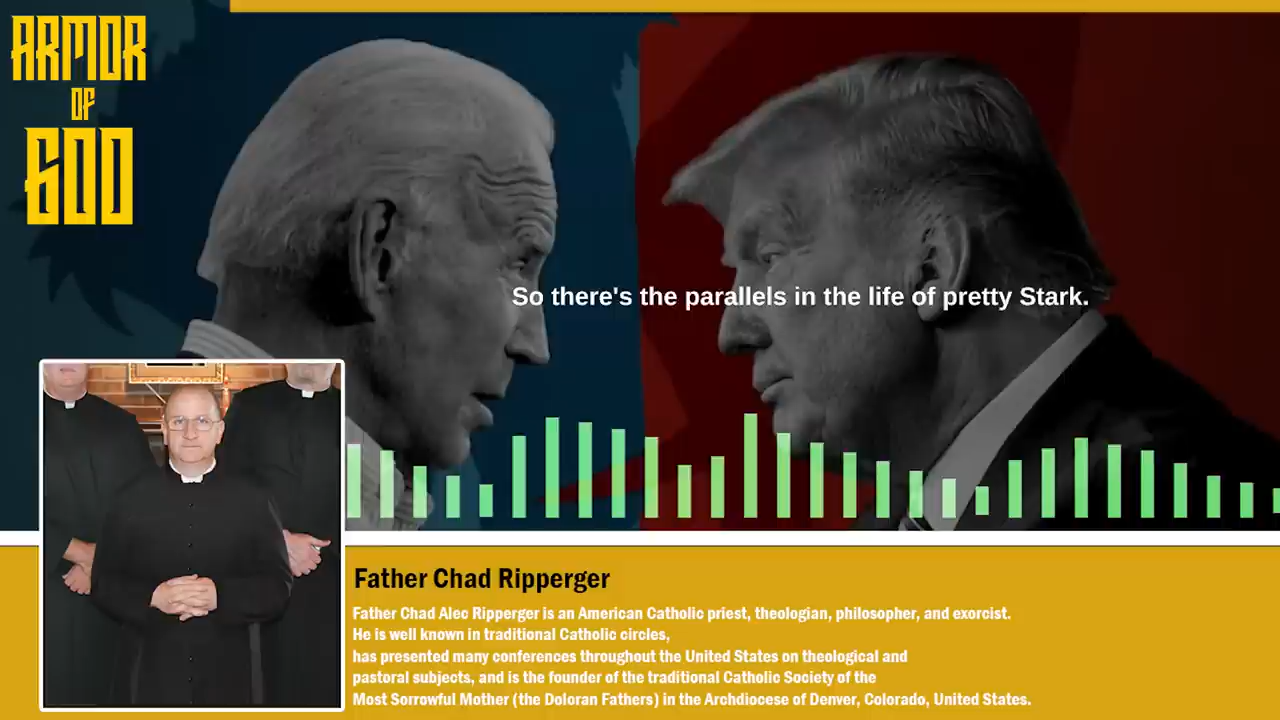 ARMOR
OF
GOD
So there's the parallels in the life of pretty Stark.
Father Chad Ripperger
Father Chad Alec Ripperger is an American Catholic priest, theologian, philosopher, and exorcist.
He is well known in traditional Catholic circles,
has presented many conferences throughout the United States on theological and
pastoral subjects, and is the founder of the traditional Catholic Society of the
Most Sorrowful Mother (the Doloran Fathers) in the Archdiocese of Denver, Colorado, United States.